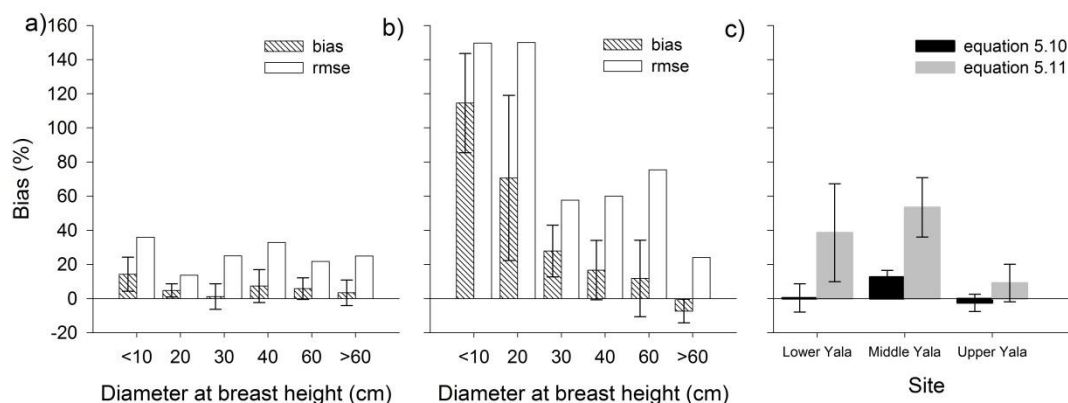 a)
bias
rmse
b)
bias
rmse
c)
equation 5.10
equation 5.11
Bias (%)
160
140
120
100
80
60
40
20
0
-20
<10 20 30 40 60 >60
Diameter at breast height (cm)
<10 20 30 40 60 >60
Diameter at breast height (cm)
Lower Yala Middle Yala Upper Yala
Site